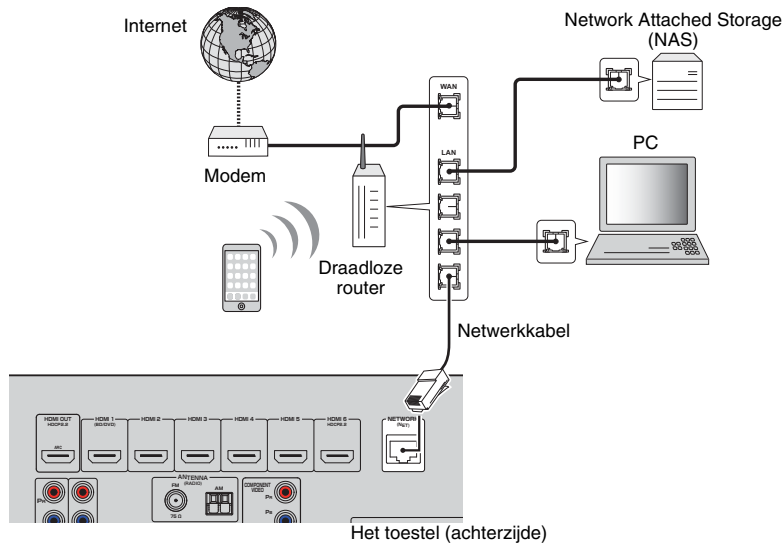 Internet
Network Attached Storage
(NAS)
WAN
LAN
Modem
PC
Draadloze
router
Netwerkkabel
HDMI OUT
HDCP2.2
ARC
HDMI 1
(BD/DVD)
HDMI 2
HDMI 3
HDMI 4
HDMI 5
HDMI 6
HDCP2.2
NETWORK
(NET)
ANTENNA
(RADIO)
FM
75 Ω
AM
COMPONENT
VIDEO
PR
PB
PR
Het toestel (achterzijde)